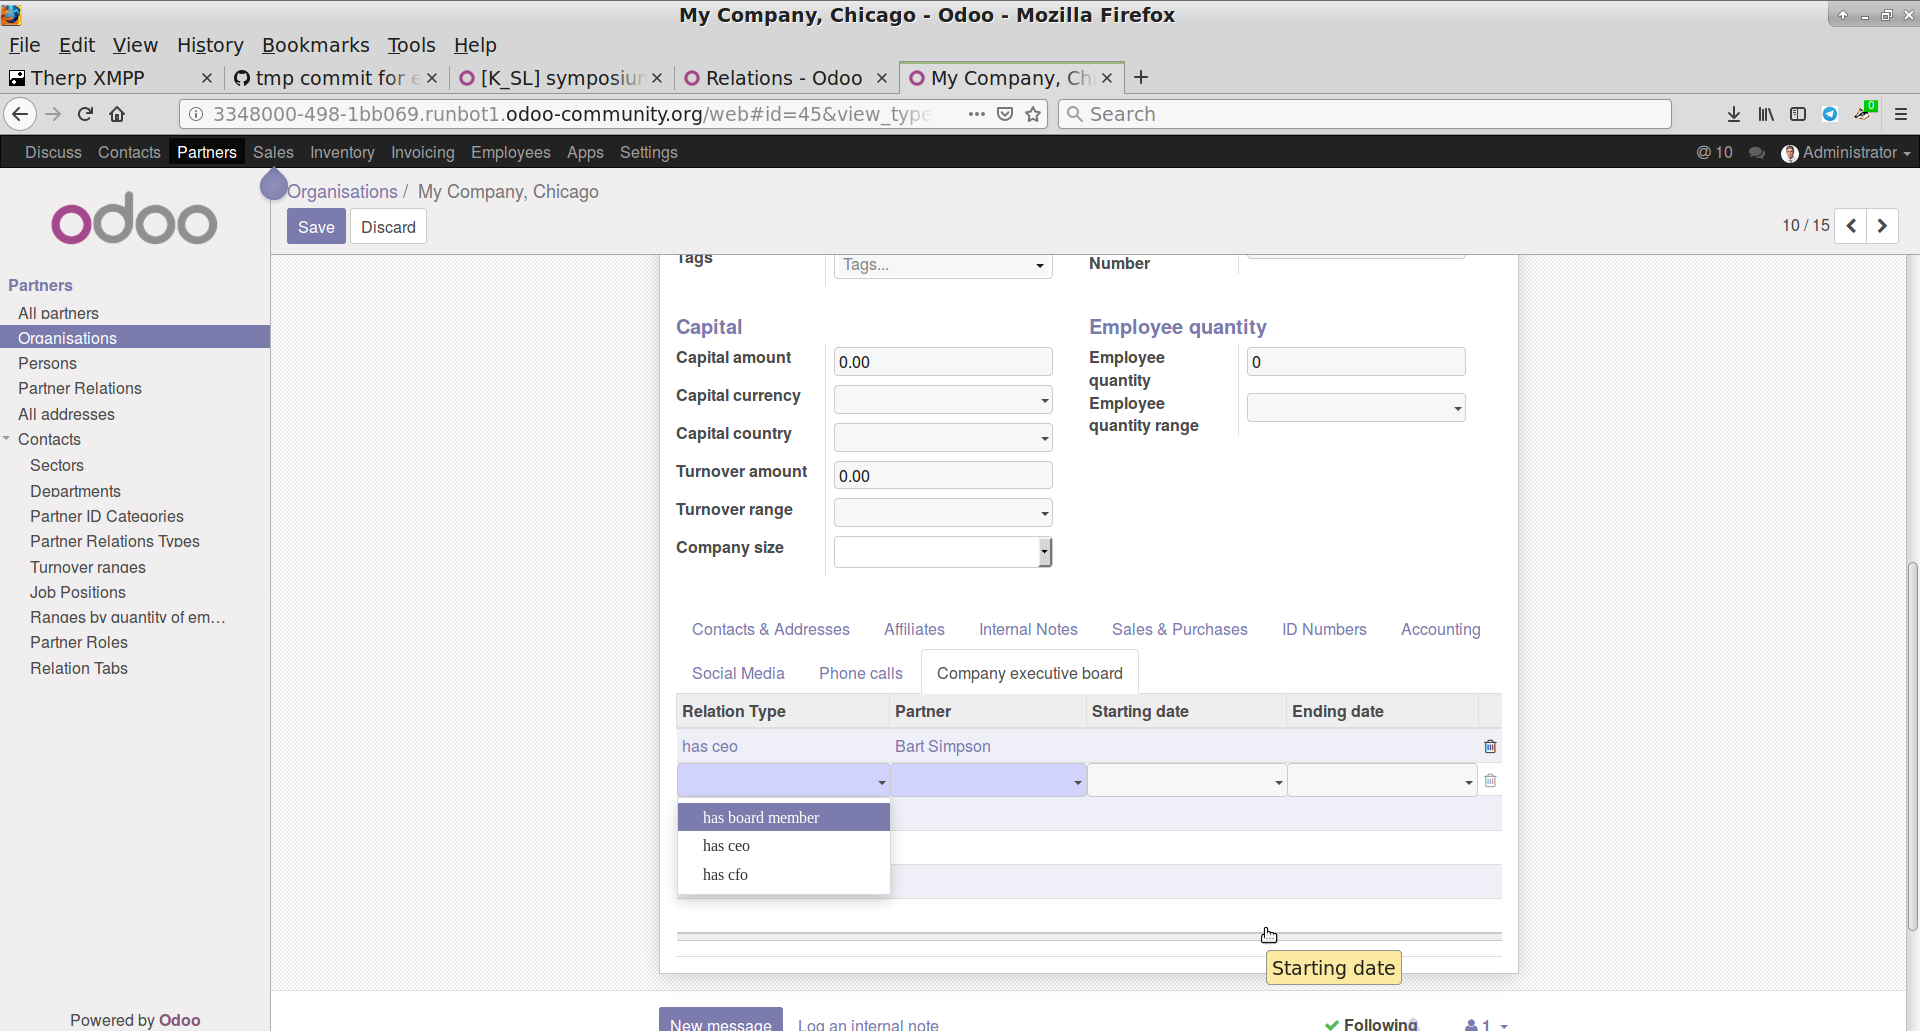 My Company, Chicago - Odoo - Mozilla Firefox
File Edit View History Bookmarks Tools Help
Therp XMPP
tmp commit for e
[K_SL] symposiur
Relations - Odoo
My Company, Chi
3348000-498-1bb069.runbot1.odoo-community.org/web#id=45&view_type
Search
0
Discuss Contacts Partners Sales Inventory Invoicing Employees Apps Settings
@ 10 Administrator
odoo
Organisations / My Company, Chicago
Save Discard
10 / 15
Partners
All partners
Organisations
Persons
Partner Relations
All addresses
Contacts
Sectors
Departments
Partner ID Categories
Partner Relations Types
Turnover ranges
Job Positions
Ranges by quantity of em...
Partner Roles
Relation Tabs
Powered by Odoo
Tags Tags...
Number
Capital
Capital amount 0.00
Capital currency
Capital country
Turnover amount 0.00
Turnover range
Company size
Employee quantity
Employee
quantity
0
Employee
quantity range
Contacts & Addresses Affiliates Internal Notes Sales & Purchases ID Numbers Accounting
Social Media Phone calls Company executive board
Relation Type Partner Starting date Ending date
has ceo Bart Simpson
has board member
has ceo
has cfo
Starting date
New message Log an internal note Following 1